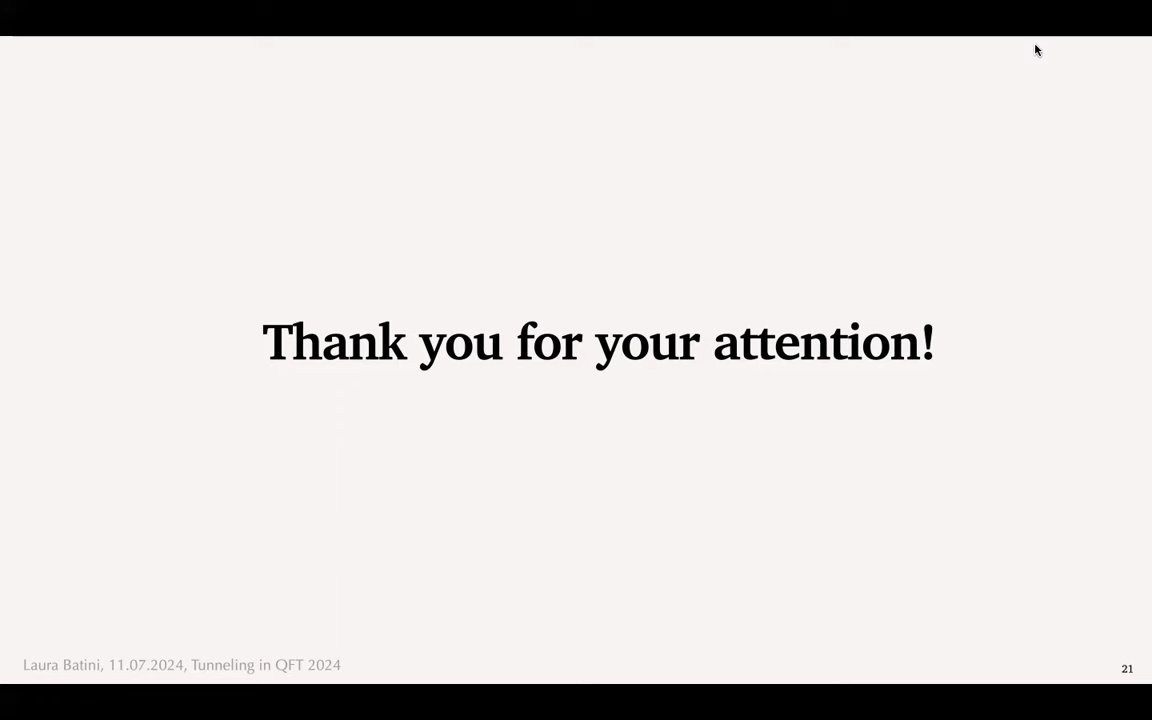 Thank you for your attention!
Laura Batini, 11.07.2024, Tunneling in QFT 2024
21